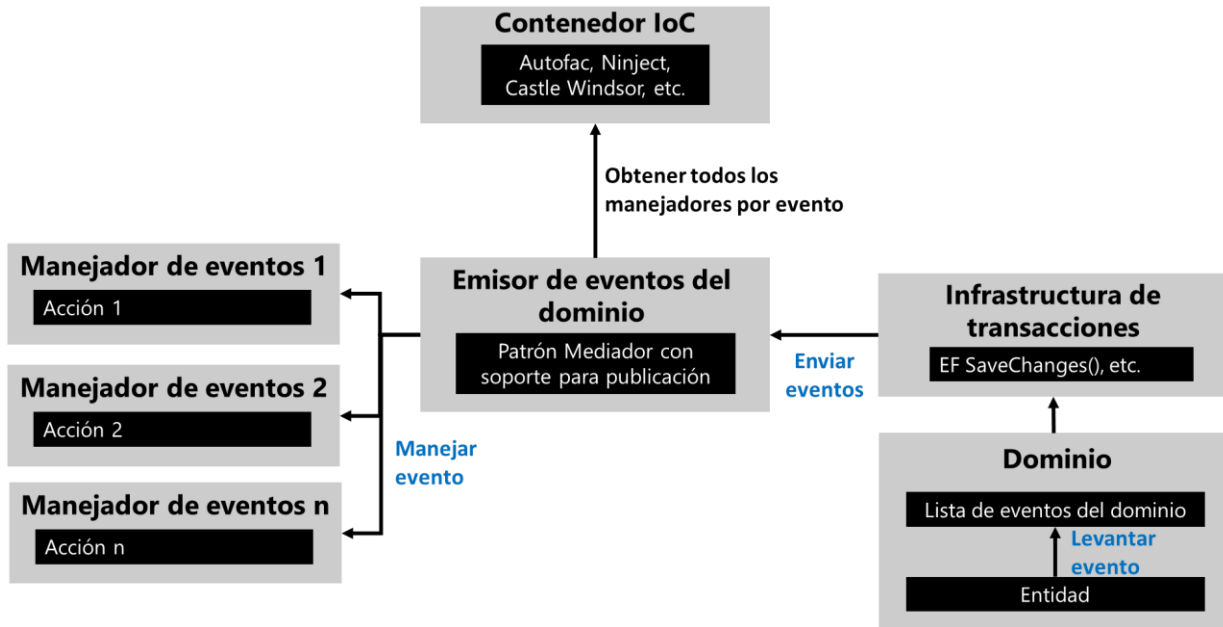 Contenedor IoC
Autofac, Ninject,
Castle Windsor, etc.
Obtener todos los
manejadores por evento
Manejador de eventos 1
Acción 1
Manejador de eventos 2
Acción 2
Manejador de eventos n
Acción n
Manejar
evento
Emisor de eventos del
dominio
Patrón Mediador con
soporte para publicación
Enviar
eventos
Infrastructura de
transacciones
EF SaveChanges(), etc.
Dominio
Lista de eventos del dominio
Levantar
evento
Entidad